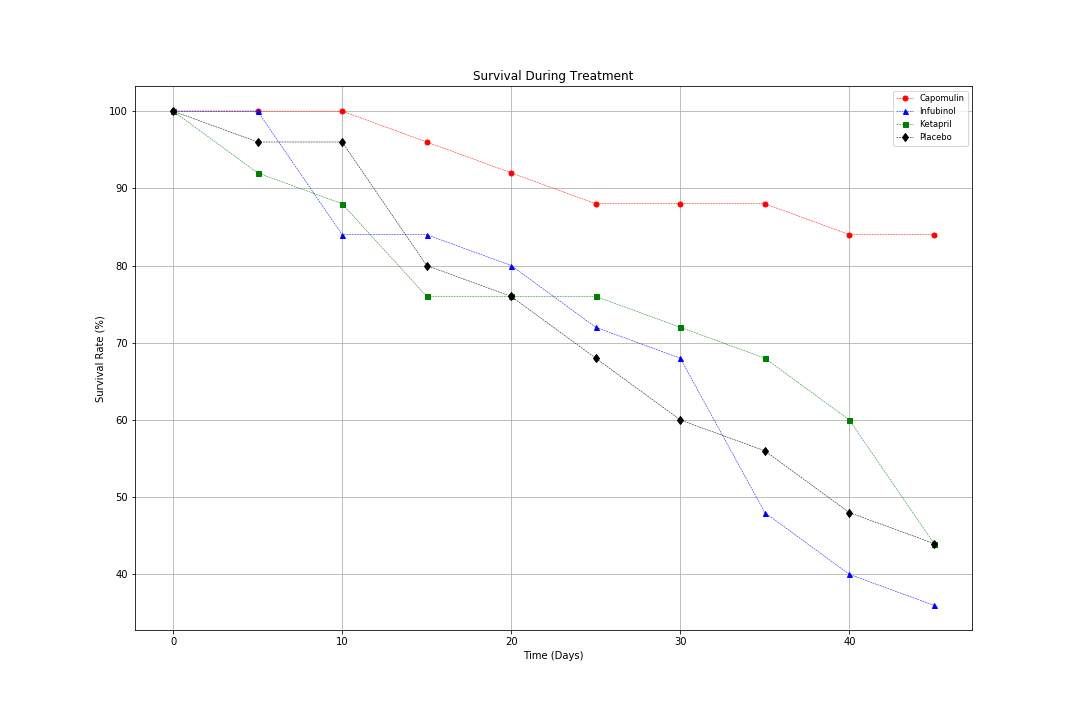 Survival During Treatment
Capomulin
Infubinol
Ketapril
Placebo
Survival Rate (%)
100
90
80
70
60
50
40
0 10 20 30 40
Time (Days)